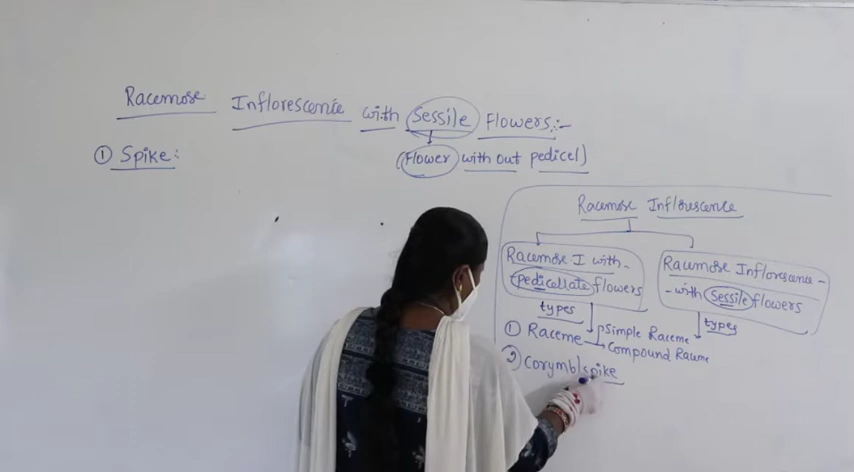 Racemose Inflorescence with Sessile Flowers:-
① Spike:
(Flower with out pedicel)
Racemose Inflorescence
Racemose I with-
pedicellate flowers
types
① Raceme
Simple Raceme
Compound Raceme
② Corymb|spike
Racemose Inflorescence-
-with Sessile flowers
types